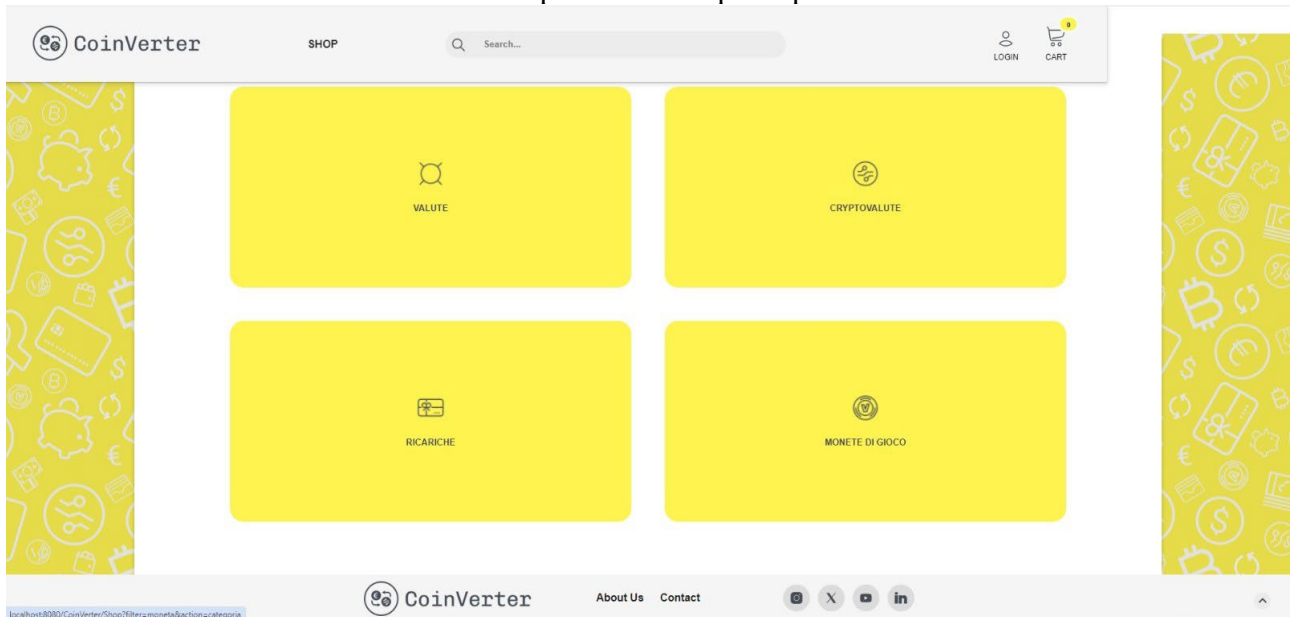 CoinVerter SHOP Search... 0
LOGIN CART
VALUTE CRYPTOVALUTE
RICARICHE MONETE DI GIOCO
CoinVerter About Us Contact
localhost:8080/CoinVerter/Shop?filter=moneta&action=categoria